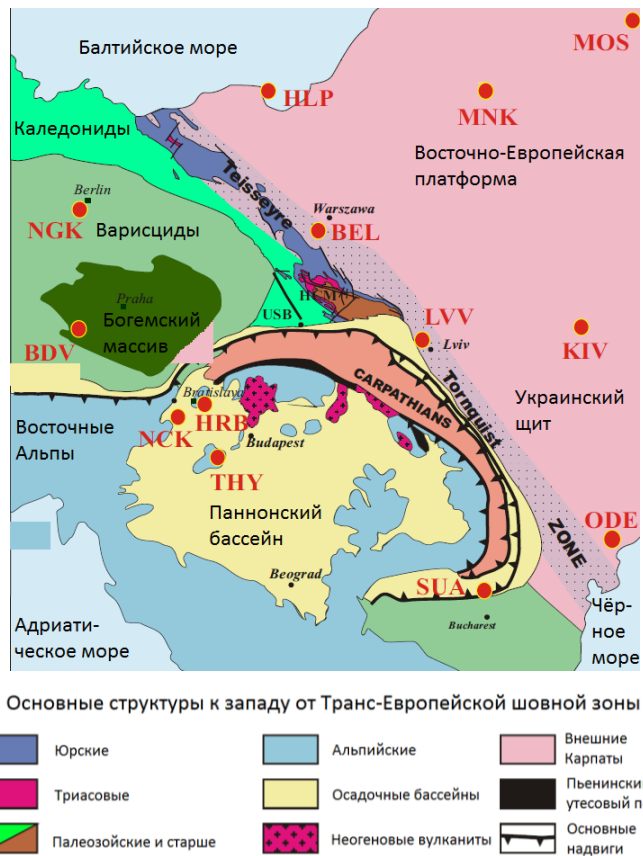 Балтийское море
MOS
HLP
MNK
Каледониды
Восточно-Европейская
платформа
Teisseyre
Berlin
Warszawa
NGK
Варисциды
BEL
HCM
Praha
USB
Богемский
массив
LVV
BDV
Lviv
KIV
CARPATHIANS
Tornquist
Украинский
щит
Bratislava
HRB
NCK
Восточные
Альпы
Budapest
THY
Паннонский
бассейн
ODE
ZONE
Beograd
SUA
Чёр-
ное
море
Адриати-
ческое море
Bucharest
Основные структуры к западу от Транс-Европейской шовной зоны
Юрские
Альпийские
Внешние
Карпаты
Триасовые
Осадочные бассейны
Пьенинский
утесовый п
Палеозойские и старше
Неогеновые вулканиты
Основные
надвиги